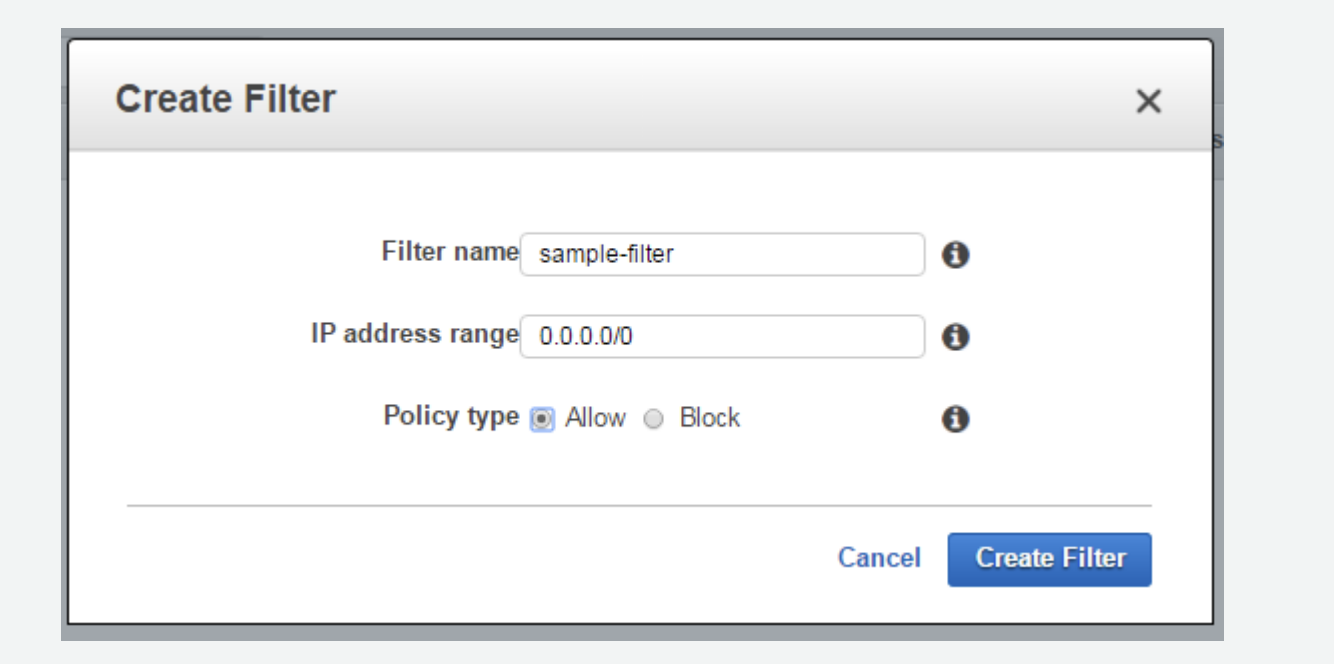 Create Filter
s
Filter name sample-filter
IP address range 0.0.0.0/0
Policy type Allow Block
Cancel Create Filter